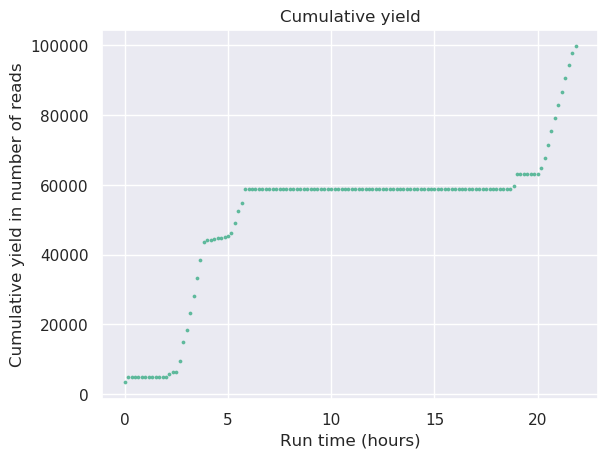 Cumulative yield
Cumulative yield in number of reads
100000
80000
60000
40000
20000
0
0 5 10 15 20
Run time (hours)